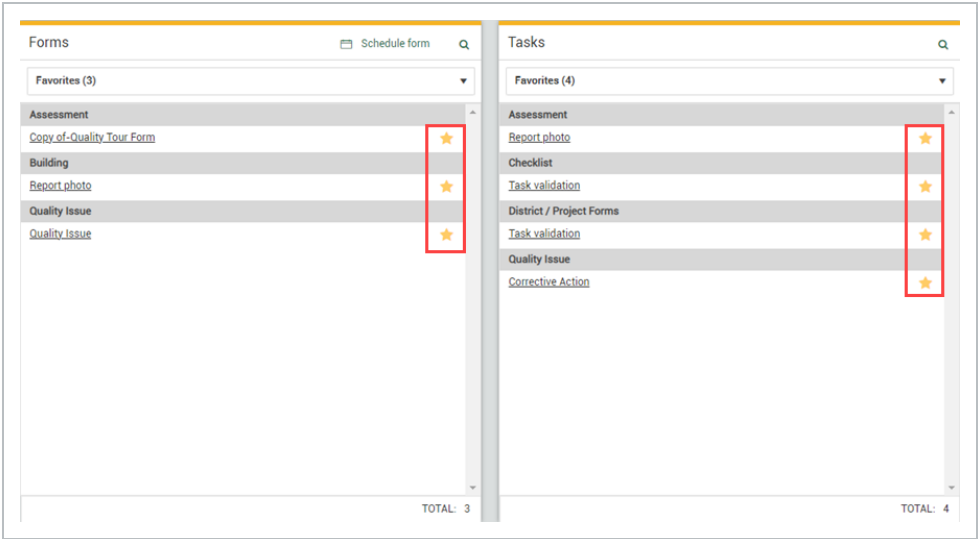 Forms
Schedule form
Favorites (3)
Assessment
Copy of-Quality Tour Form
Building
Report photo
Quality Issue
Quality Issue
TOTAL: 3
Tasks
Favorites (4)
Assessment
Report photo
Checklist
Task validation
District / Project Forms
Task validation
Quality Issue
Corrective Action
TOTAL: 4